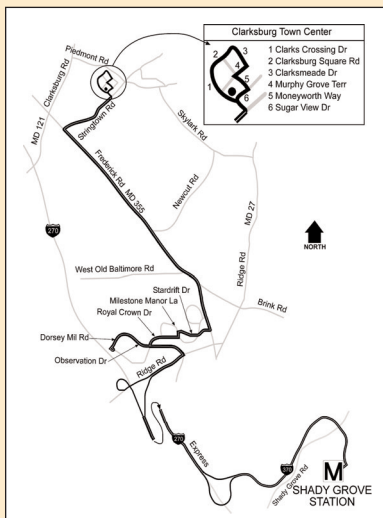 Clarksburg Town Center
1 Clarks Crossing Dr
2 Clarksburg Square Rd
3 Clarksmeade Dr
4 Murphy Grove Terr
5 Moneyworth Way
6 Sugar View Dr
1
2
3
4
5
6
Piedmont Rd
Clarksburg Rd
MD 121
Stringtown Rd
Skylark Rd
Frederick Rd MD 355
Newcut Rd
MD 27
Ridge Rd
270
NORTH
West Old Baltimore Rd
Stardrift Dr
Milestone Manor La
Royal Crown Dr
Brink Rd
Dorsey Mil Rd
Observation Dr
Ridge Rd
270
Express
370
Shady Grove Rd
M
SHADY GROVE
STATION